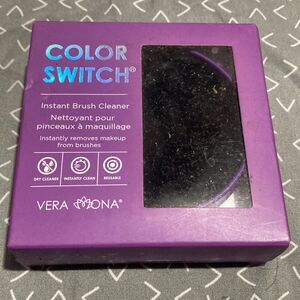 COLOR
SWITCH®
Instant Brush Cleaner
Nettoyant pour
pinceaux à maquillage
Instantly removes makeup
from brushes
DRY CLEANER INSTANTLY CLEAN REUSABLE
VERA MONA®